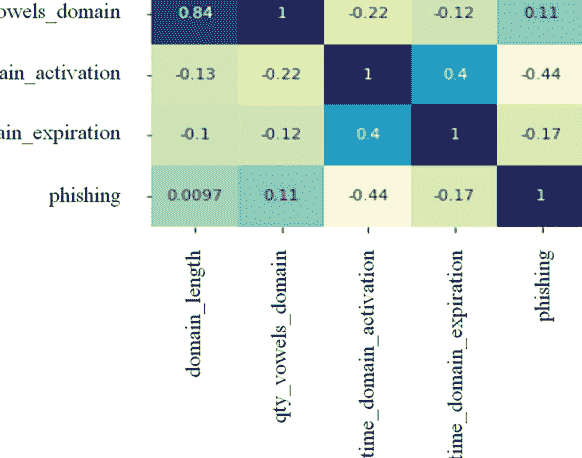 owels_domain 0.84 1 -0.22 -0.12 0.11
ain_activation -0.13 -0.22 1 0.4 -0.44
ain_expiration -0.1 -0.12 0.4 1 -0.17
phishing 0.0097 0.11 -0.44 -0.17 1
domain_length
qty_vowels_domain
time_domain_activation
time_domain_expiration
phishing